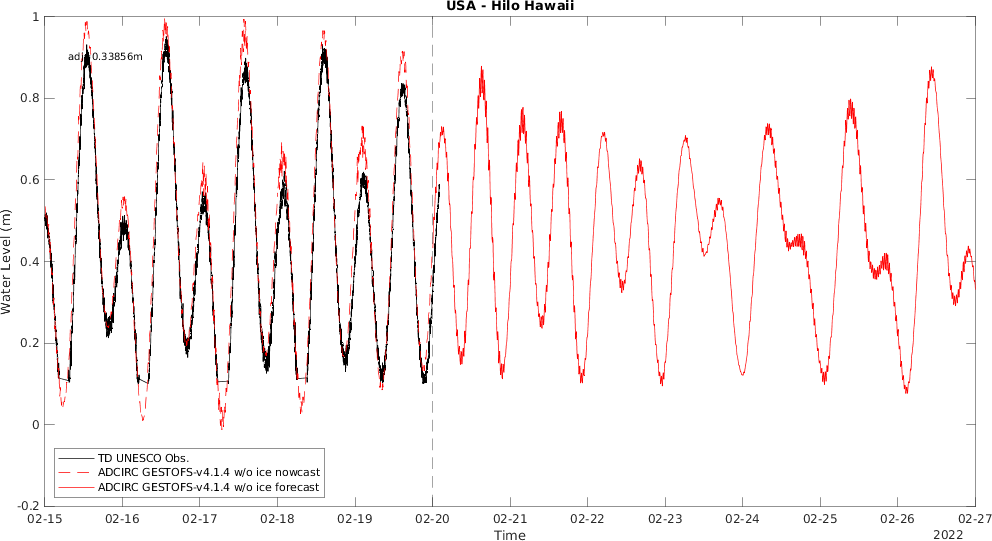 USA - Hilo Hawaii
1
0.8
0.6
0.4
0.2
0
-0.2
Water Level (m)
adj: 0.33856m
TD UNESCO Obs.
ADCIRC GESTOFS-v4.1.4 w/o ice nowcast
ADCIRC GESTOFS-v4.1.4 w/o ice forecast
02-15 02-16 02-17 02-18 02-19 02-20 02-21 02-22 02-23 02-24 02-25 02-26 02-27
Time
2022